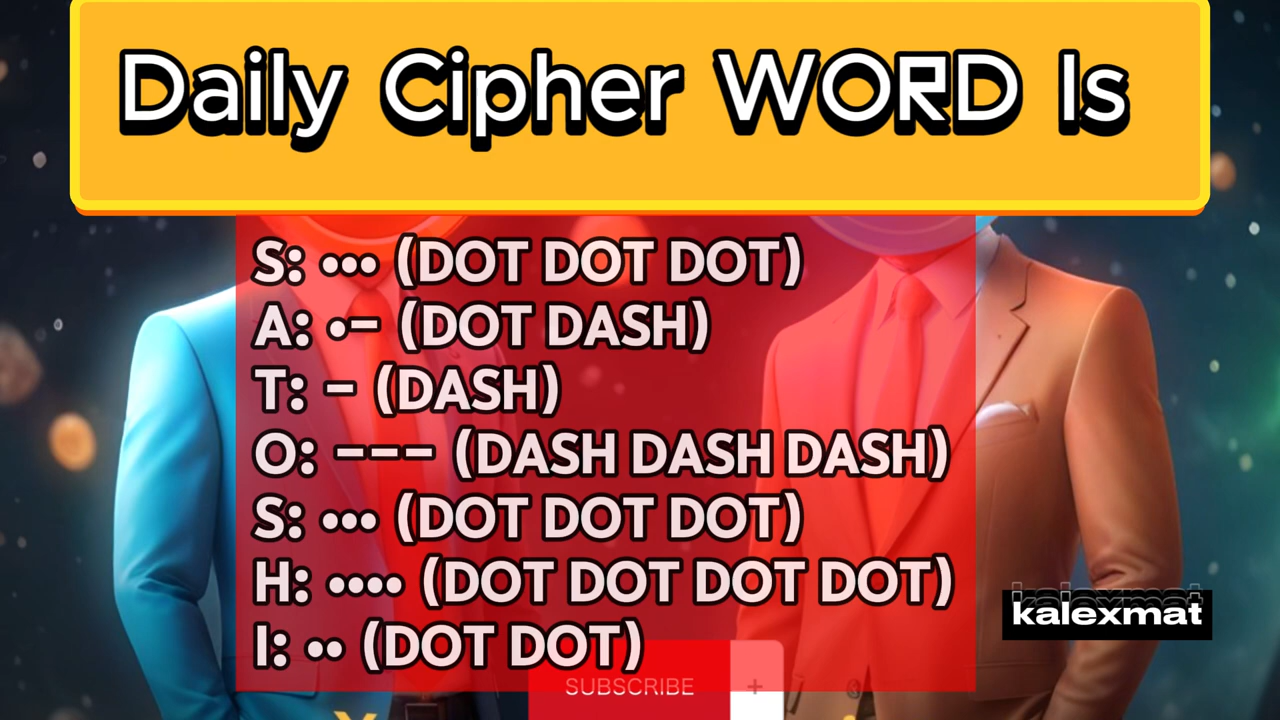 Daily Cipher WORD Is
S: ••• (DOT DOT DOT)
A: •– (DOT DASH)
T: – (DASH)
O: ––– (DASH DASH DASH)
S: ••• (DOT DOT DOT)
H: •••• (DOT DOT DOT DOT)
I: •• (DOT DOT)
kalexmat
SUBSCRIBE +